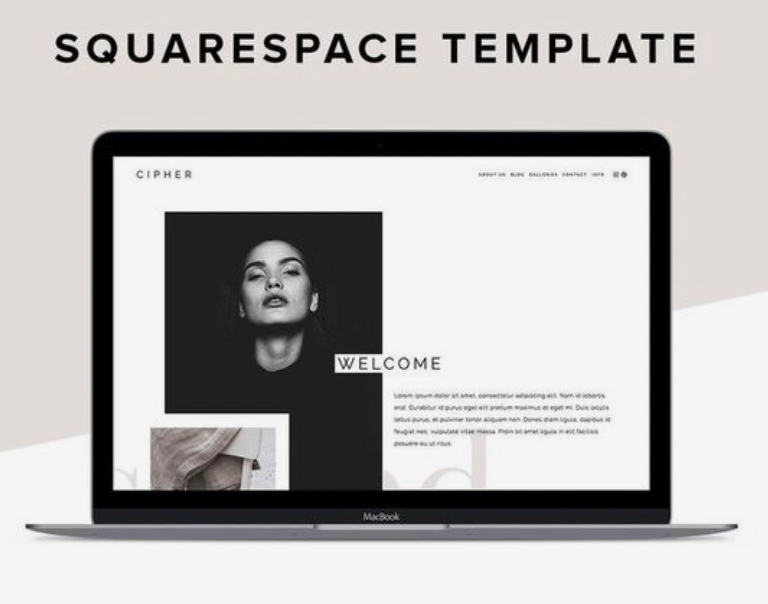 SQUARESPACE TEMPLATE
CIPHER
ABOUT US BLOG GALLERIES CONTACT INFO
WELCOME
Lorem ipsum dolor sit amet, consectetur adipiscing elit. Nam id lobortis
erat. Curabitur id purus eget elit pretium maximus et eget mi. Duis iaculis
tellus purus, et pulvinar tortor aliquam non. Donec diam ligula, dapibus id
feugiat nec, vulputate vitae massa. Proin sit amet ligula in elit facilisis
posuere eu ut risus.
MacBook